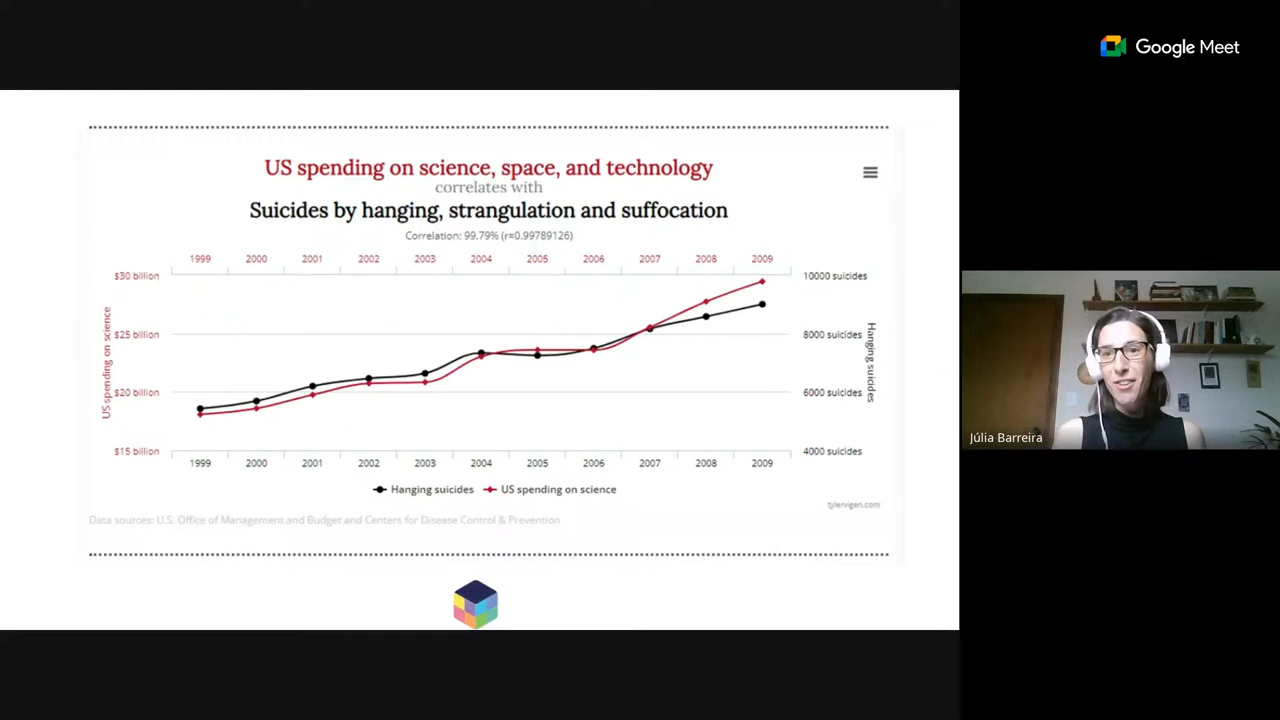 Google Meet
US spending on science, space, and technology
correlates with
Suicides by hanging, strangulation and suffocation
Correlation: 99.79% (r=0.99789126)
1999 2000 2001 2002 2003 2004 2005 2006 2007 2008 2009
$30 billion
10000 suicides
$25 billion
8000 suicides
$20 billion
6000 suicides
$15 billion
4000 suicides
US spending on science
Hanging suicides
1999 2000 2001 2002 2003 2004 2005 2006 2007 2008 2009
Hanging suicides US spending on science
tylervigen.com
Data sources: U.S. Office of Management and Budget and Centers for Disease Control & Prevention
Júlia Barreira